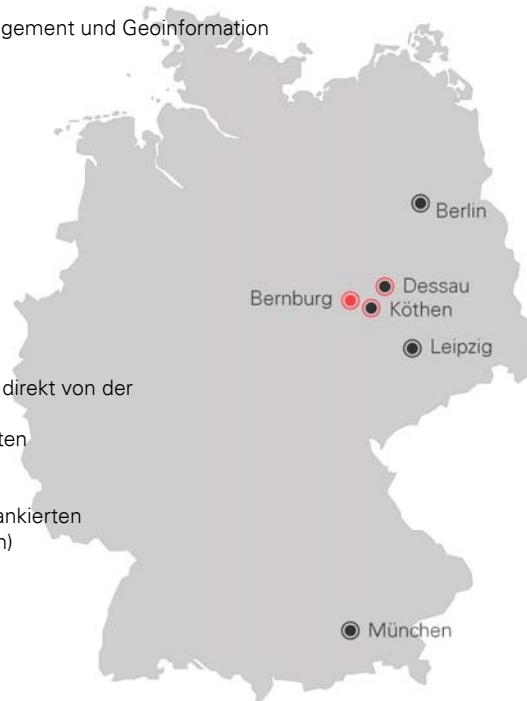 gement und Geoinformation
Berlin
Dessau
Bernburg
Köthen
Leipzig
direkt von der
ten
ankierten
n)
München